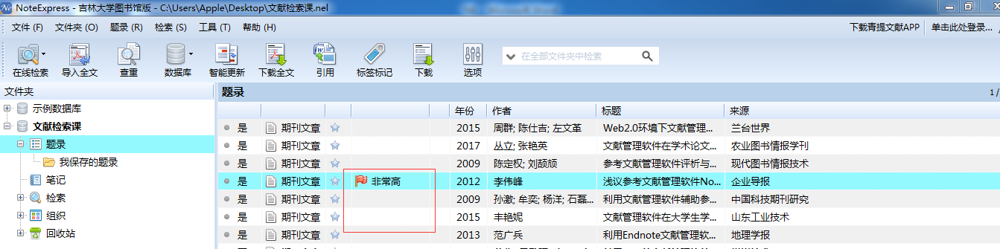 NoteExpress - 吉林大学图书馆版 - C:\Users\Apple\Desktop\文献检索课.nel
文件 (F) 文件夹 (O) 题录 (R) 检索 (S) 工具 (T) 帮助 (H) 下载青提文献APP 单击此处登录...
在线检索 导入全文 查重 数据库 智能更新 下载全文 引用 标签标记 下载 选项 在全部文件夹中检索
文件夹 题录 1 /
示例数据库 年份 作者 标题 来源
文献检索课 是 期刊文章 2015 周群; 陈仕吉; 左文革 Web2.0环境下文献管理... 兰台世界
题录 是 期刊文章 2017 丛立; 张艳英 文献管理软件在学术论文... 农业图书情报学刊
我保存的题录 是 期刊文章 2009 陈定权; 刘颉颃 参考文献管理软件评析与... 现代图书情报技术
笔记 是 期刊文章 非常高 2012 李伟峰 浅议参考文献管理软件No... 企业导报
检索 是 期刊文章 2009 孙激; 牟奕; 杨洋; 石磊... 利用文献管理软件辅助参... 中国科技期刊研究
组织 是 期刊文章 2015 丰艳妮 文献管理软件在大学生学... 山东工业技术
回收站 是 期刊文章 2013 范广兵 利用Endnote文献管理软... 地理学报